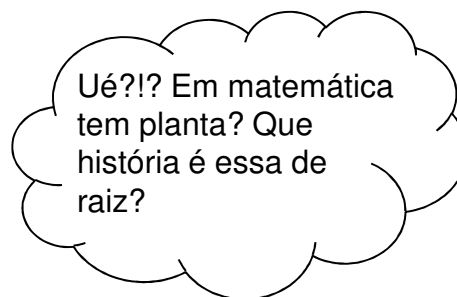 Ué?!? Em matemática
tem planta? Que
história é essa de
raiz?